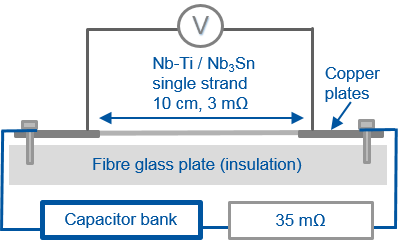 V
Nb-Ti / Nb₃Sn
single strand
10 cm, 3 mΩ
Copper
plates
Fibre glass plate (insulation)
Capacitor bank
35 mΩ